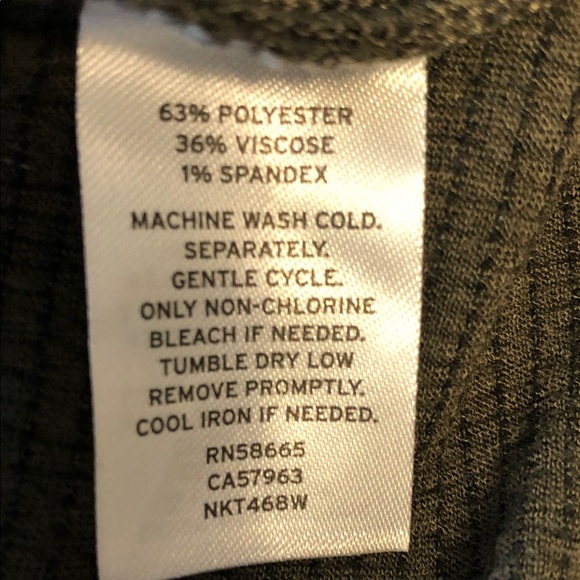 63% POLYESTER
36% VISCOSE
1% SPANDEX
MACHINE WASH COLD.
SEPARATELY.
GENTLE CYCLE.
ONLY NON-CHLORINE
BLEACH IF NEEDED.
TUMBLE DRY LOW
REMOVE PROMPTLY.
COOL IRON IF NEEDED.
RN58665
CA57963
NKT468W